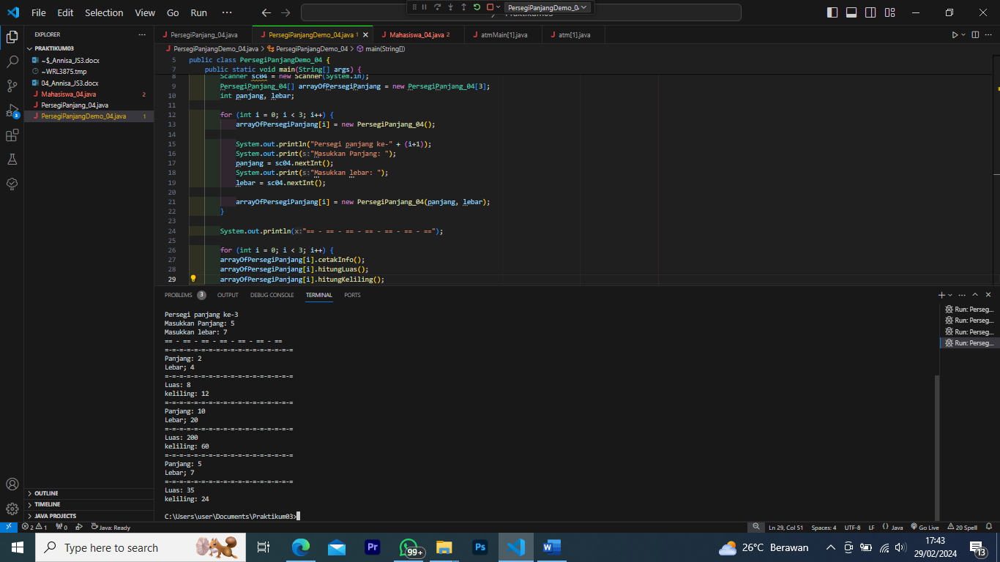 File Edit Selection View Go Run ···
PersegiPanjangDemo_04
Praktikum03
EXPLORER ···
PRAKTIKUM03
~$_Annisa_JS3.docx
~WRL3875.tmp
04_Annisa_JS3.docx
Mahasiswa_04.java 2
PersegiPanjang_04.java
PersegiPanjangDemo_04.java 1
OUTLINE
TIMELINE
JAVA PROJECTS
PersegiPanjang_04.java PersegiPanjangDemo_04.java 1 Mahasiswa_04.java 2 atmMain[1].java atm[1].java
PersegiPanjangDemo_04.java > PersegiPanjangDemo_04 > main(String[])
5 public class PersegiPanjangDemo_04 {
7 public static void main(String[] args) {
8 Scanner sc04 = new Scanner(System.in);
9 PersegiPanjang_04[] arrayOfPersegiPanjang = new PersegiPanjang_04[3];
10 int panjang, lebar;
11
12 for (int i = 0; i < 3; i++) {
13 arrayOfPersegiPanjang[i] = new PersegiPanjang_04();
14
15 System.out.println("Persegi panjang ke-" + (i+1));
16 System.out.print(s:"Masukkan Panjang: ");
17 panjang = sc04.nextInt();
18 System.out.print(s:"Masukkan lebar: ");
19 lebar = sc04.nextInt();
20
21 arrayOfPersegiPanjang[i] = new PersegiPanjang_04(panjang, lebar);
22 }
23
24 System.out.println(x:"== - == - == - == - == - == - ==");
25
26 for (int i = 0; i < 3; i++) {
27 arrayOfPersegiPanjang[i].cetakInfo();
28 arrayOfPersegiPanjang[i].hitungLuas();
29 arrayOfPersegiPanjang[i].hitungKeliling();
PROBLEMS 3 OUTPUT DEBUG CONSOLE TERMINAL PORTS
Persegi panjang ke-3
Masukkan Panjang: 5
Masukkan lebar: 7
== - == - == - == - == - == - ==
=-=-=-=-=-=-=-=-=-=-=-=-=-=-=-=-=-=
Panjang: 2
Lebar; 4
=-=-=-=-=-=-=-=-=-=-=-=-=-=-=-=-=-=
Luas: 8
keliling: 12
=-=-=-=-=-=-=-=-=-=-=-=-=-=-=-=-=-=
Panjang: 10
Lebar; 20
=-=-=-=-=-=-=-=-=-=-=-=-=-=-=-=-=-=
Luas: 200
keliling: 60
=-=-=-=-=-=-=-=-=-=-=-=-=-=-=-=-=-=
Panjang: 5
Lebar; 7
=-=-=-=-=-=-=-=-=-=-=-=-=-=-=-=-=-=
Luas: 35
keliling: 24
C:\Users\user\Documents\Praktikum03>
Run: Perseg...
Run: Perseg...
Run: Perseg...
Run: Perseg...
2 1 0 Java: Ready Ln 29, Col 51 Spaces: 4 UTF-8 LF {} Java Go Live 20 Spell
Type here to search
99+
26°C Berawan
17:43
29/02/2024
13